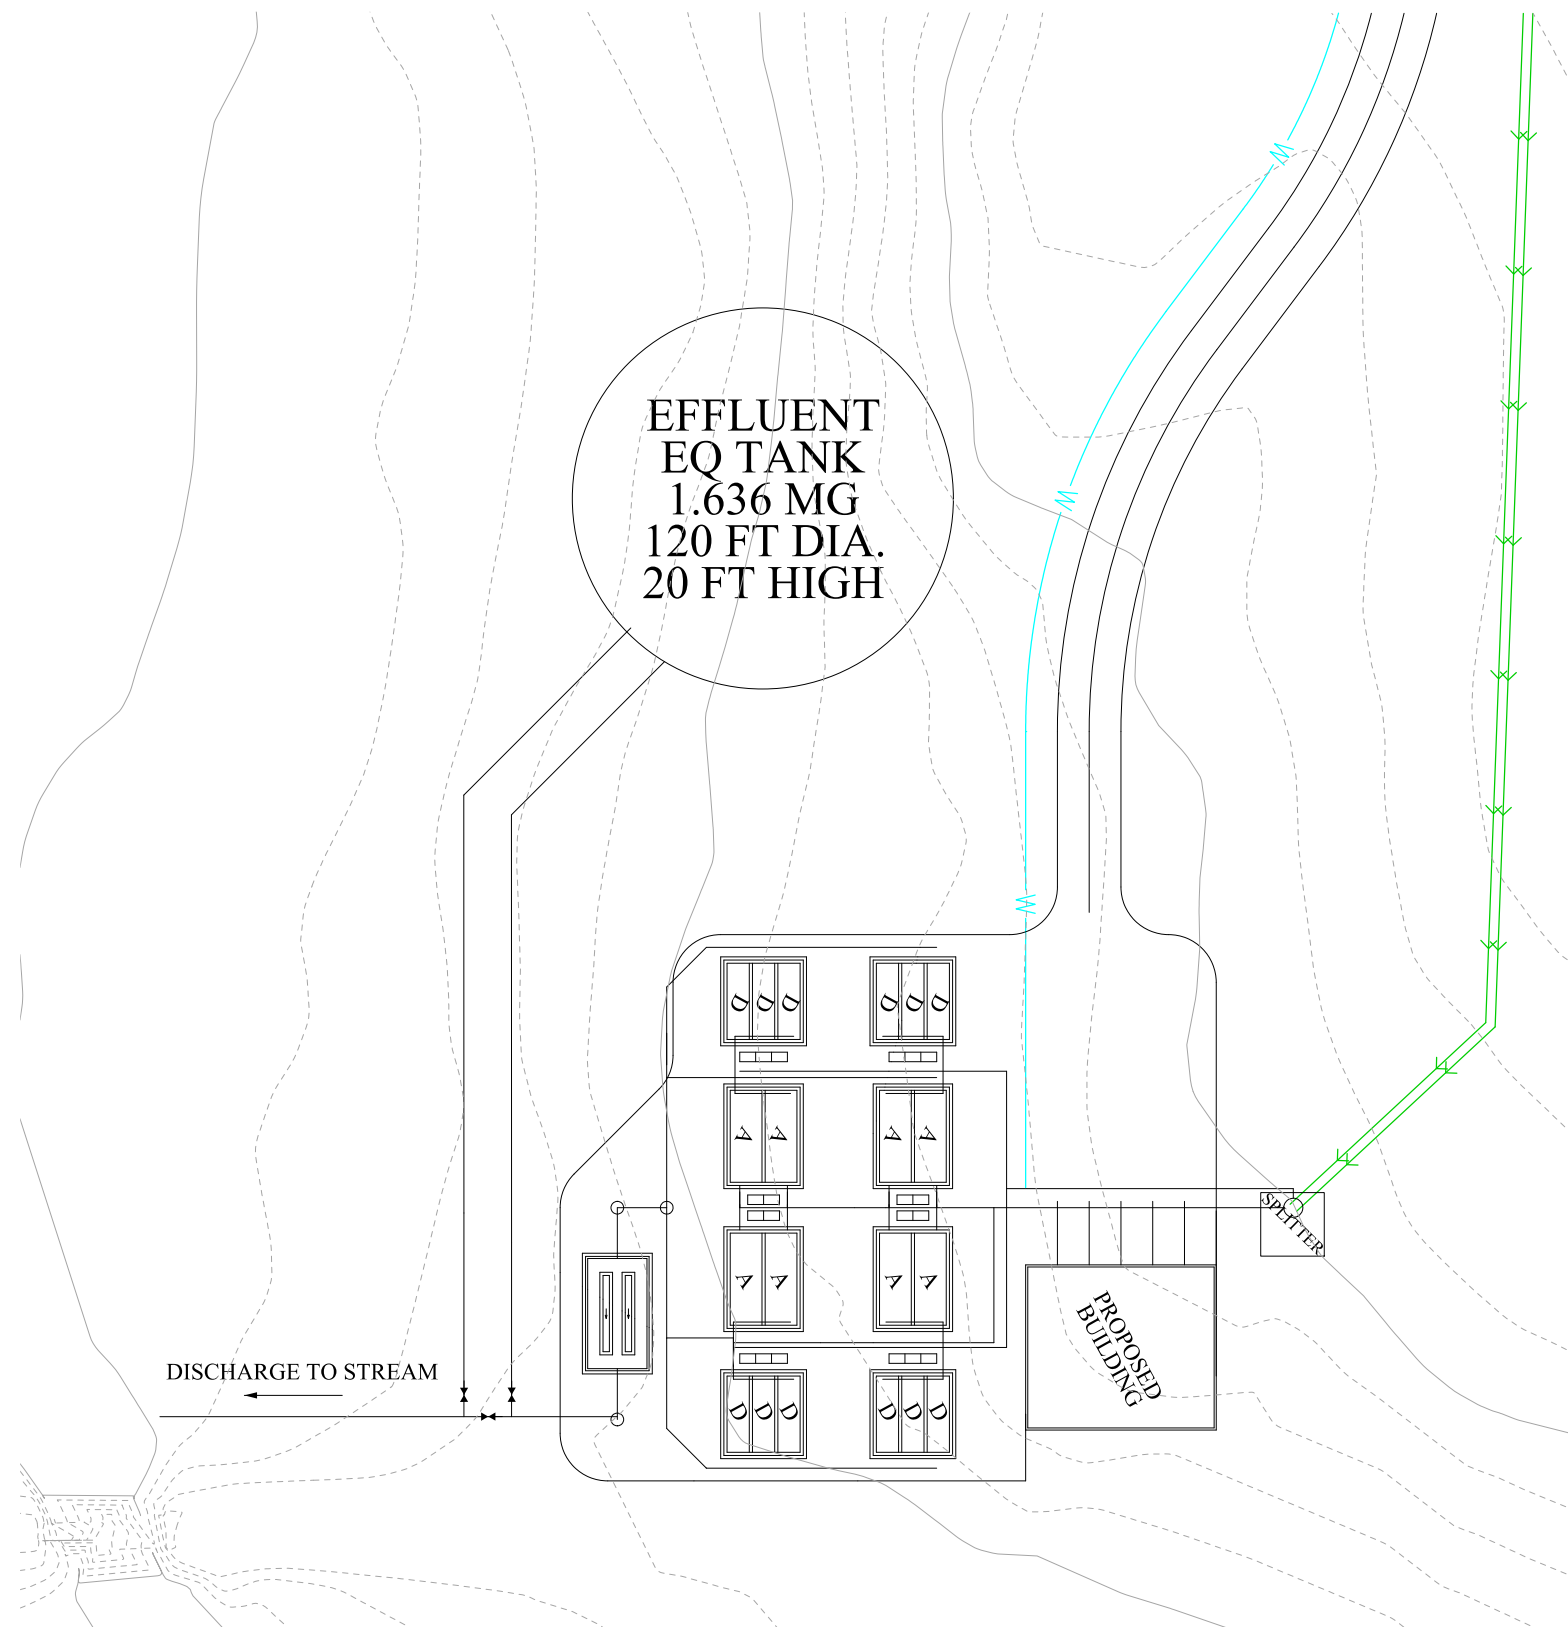 W
W
EFFLUENT
EQ TANK
1.636 MG
120 FT DIA.
20 FT HIGH
W
D D D D D D
A A A A
SPLITTER
A A A A
PROPOSED
BUILDING
DISCHARGE TO STREAM
D D D D D D